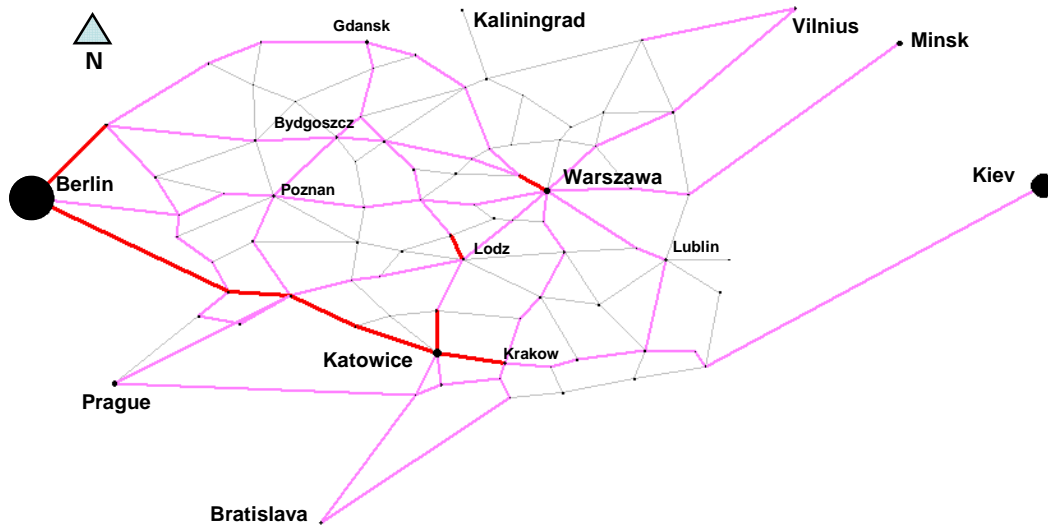 Kaliningrad
Vilnius
Gdansk
Minsk
N
Bydgoszcz
Berlin
Poznan
Warszawa
Kiev
Lodz
Lublin
Katowice
Krakow
Prague
Bratislava